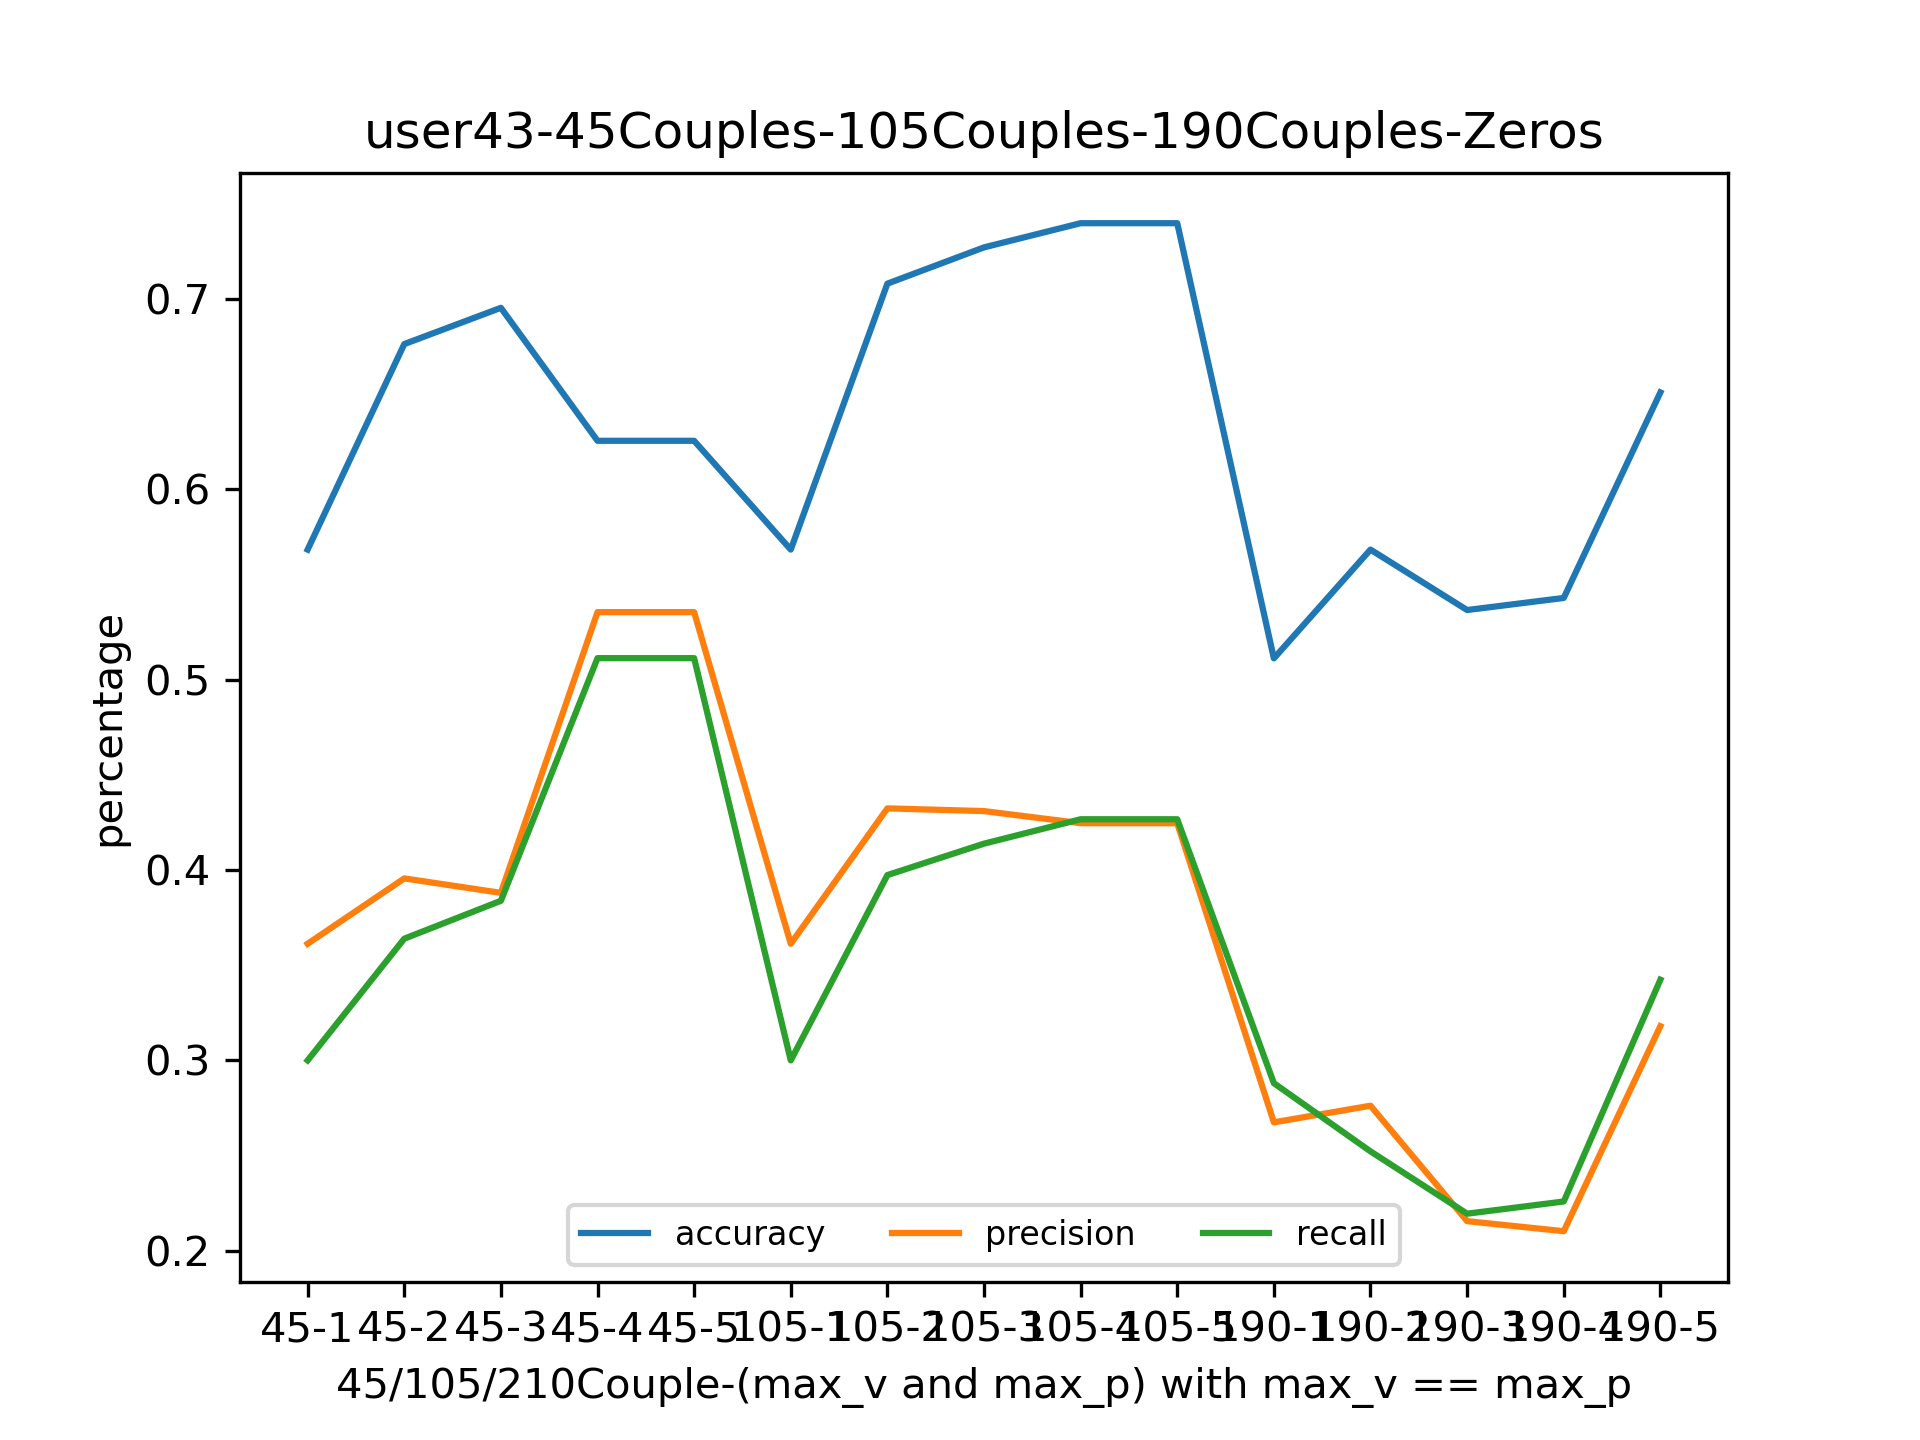 user43-45Couples-105Couples-190Couples-Zeros
percentage
0.7
0.6
0.5
0.4
0.3
0.2
accuracy precision recall
45-1 45-2 45-3 45-4 45-5 105-1 105-2 105-3 105-4 105-5 190-1 190-2 190-3 190-4 190-5
45/105/210Couple-(max_v and max_p) with max_v == max_p